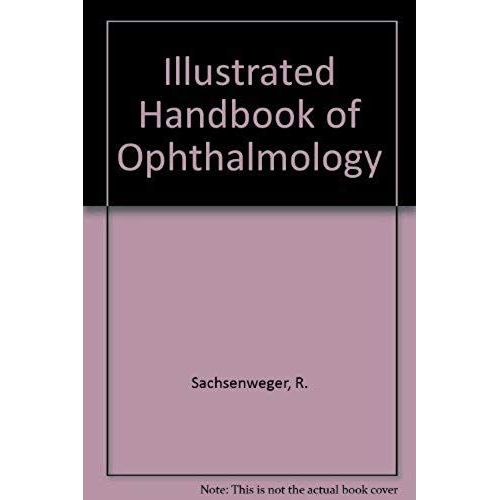 Illustrated
Handbook of
Ophthalmology
Sachsenweger, R.
Note: This is not the actual book cover